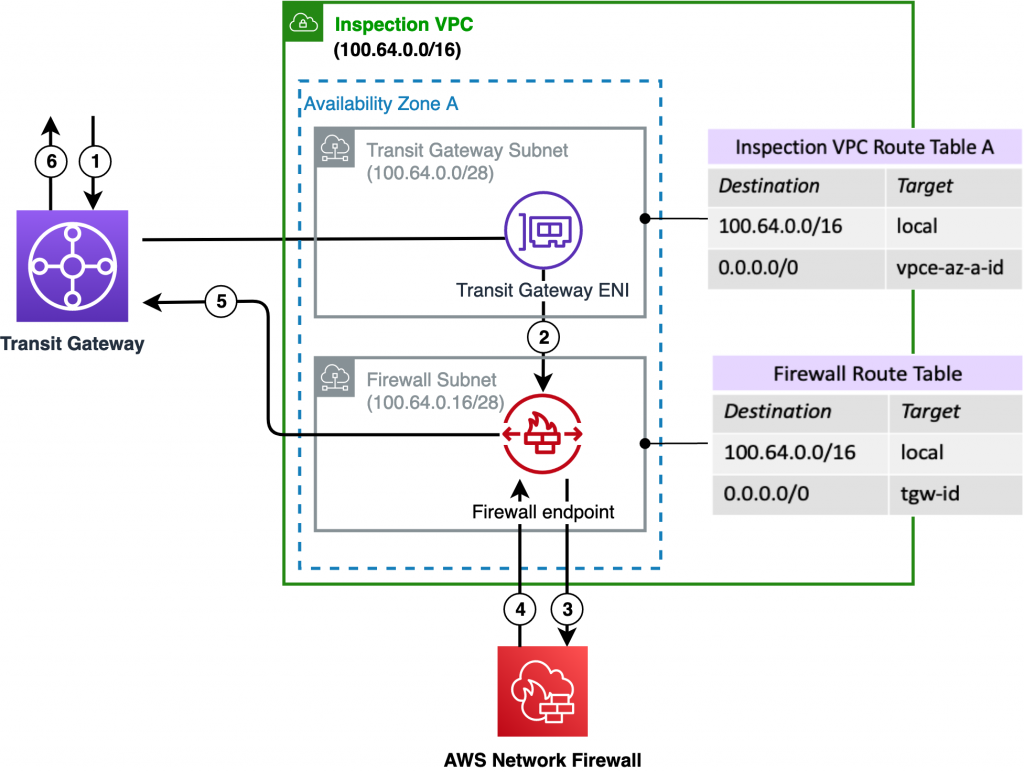 Inspection VPC
(100.64.0.0/16)
Availability Zone A
Transit Gateway Subnet
(100.64.0.0/28)
6
1
Transit Gateway
5
Transit Gateway ENI
2
Firewall Subnet
(100.64.0.16/28)
Firewall endpoint
4
3
AWS Network Firewall
Inspection VPC Route Table A
Destination Target
100.64.0.0/16 local
0.0.0.0/0 vpce-az-a-id
Firewall Route Table
Destination Target
100.64.0.0/16 local
0.0.0.0/0 tgw-id